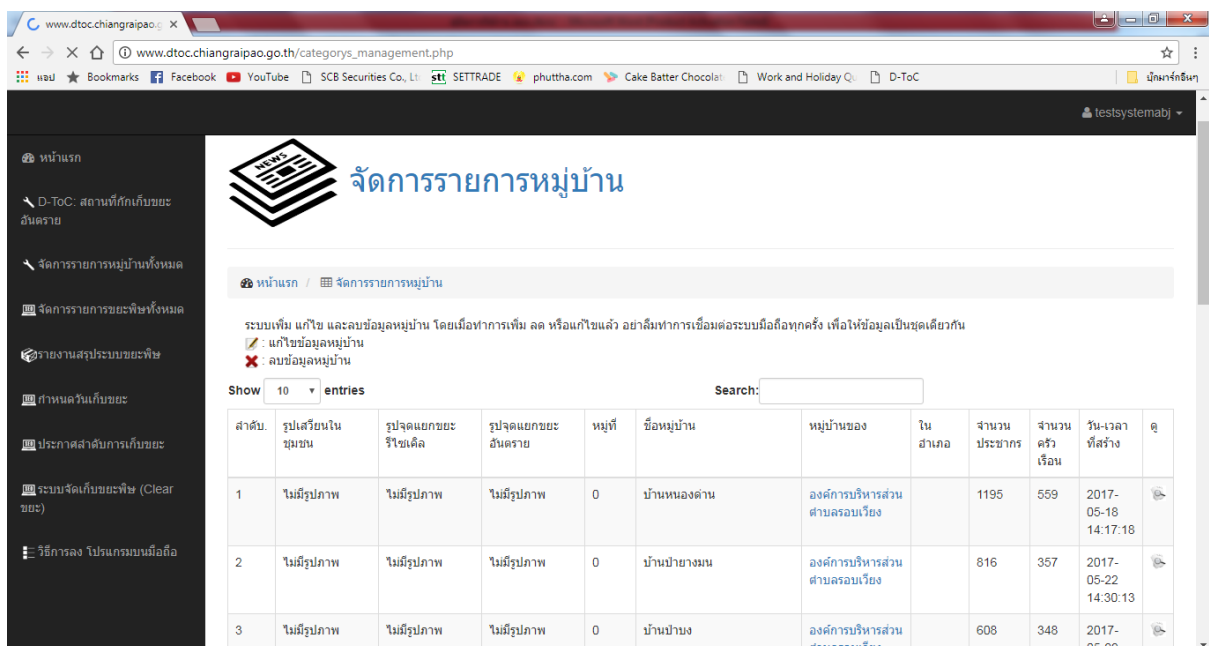 www.dtoc.chiangraipao.g
www.dtoc.chiangraipao.go.th/categorys_management.php
แอป Bookmarks Facebook YouTube SCB Securities Co., Lt SETTRADE phuttha.com Cake Batter Chocolat Work and Holiday Qu D-ToC บุ๊กมาร์กอื่นๆ
testsystemabj
หน้าแรก
D-ToC: สถานที่กักเก็บขยะ
อันตราย
จัดการรายการหมู่บ้านทั้งหมด
จัดการรายการขยะพิษทั้งหมด
รายงานสรุประบบขยะพิษ
กำหนดวันเก็บขยะ
ประกาศลำดับการเก็บขยะ
ระบบจัดเก็บขยะพิษ (Clear
ขยะ)
วิธีการลง โปรแกรมบนมือถือ
NEWS
จัดการรายการหมู่บ้าน
หน้าแรก / จัดการรายการหมู่บ้าน
ระบบเพิ่ม แก้ไข และลบข้อมูลหมู่บ้าน โดยเมื่อทำการเพิ่ม ลด หรือแก้ไขแล้ว อย่าลืมทำการเชื่อมต่อระบบมือถือทุกครั้ง เพื่อให้ข้อมูลเป็นชุดเดียวกัน
: แก้ไขข้อมูลหมู่บ้าน
: ลบข้อมูลหมู่บ้าน
Show 10 entries Search:
ลำดับ. รูปเสวียนใน รูปจุดแยกขยะ รูปจุดแยกขยะ หมู่ที่ ชื่อหมู่บ้าน หมู่บ้านของ ใน จำนวน จำนวน วัน-เวลา ดู
ชุมชน รีไซเคิล อันตราย อำเภอ ประชากร ครัว ที่สร้าง
เรือน
1 ไม่มีรูปภาพ ไม่มีรูปภาพ ไม่มีรูปภาพ 0 บ้านหนองด่าน องค์การบริหารส่วน 1195 559 2017-
ตำบลรอบเวียง 05-18
14:17:18
2 ไม่มีรูปภาพ ไม่มีรูปภาพ ไม่มีรูปภาพ 0 บ้านป่ายางมน องค์การบริหารส่วน 816 357 2017-
ตำบลรอบเวียง 05-22
14:30:13
3 ไม่มีรูปภาพ ไม่มีรูปภาพ ไม่มีรูปภาพ 0 บ้านป่าบง องค์การบริหารส่วน 608 348 2017-